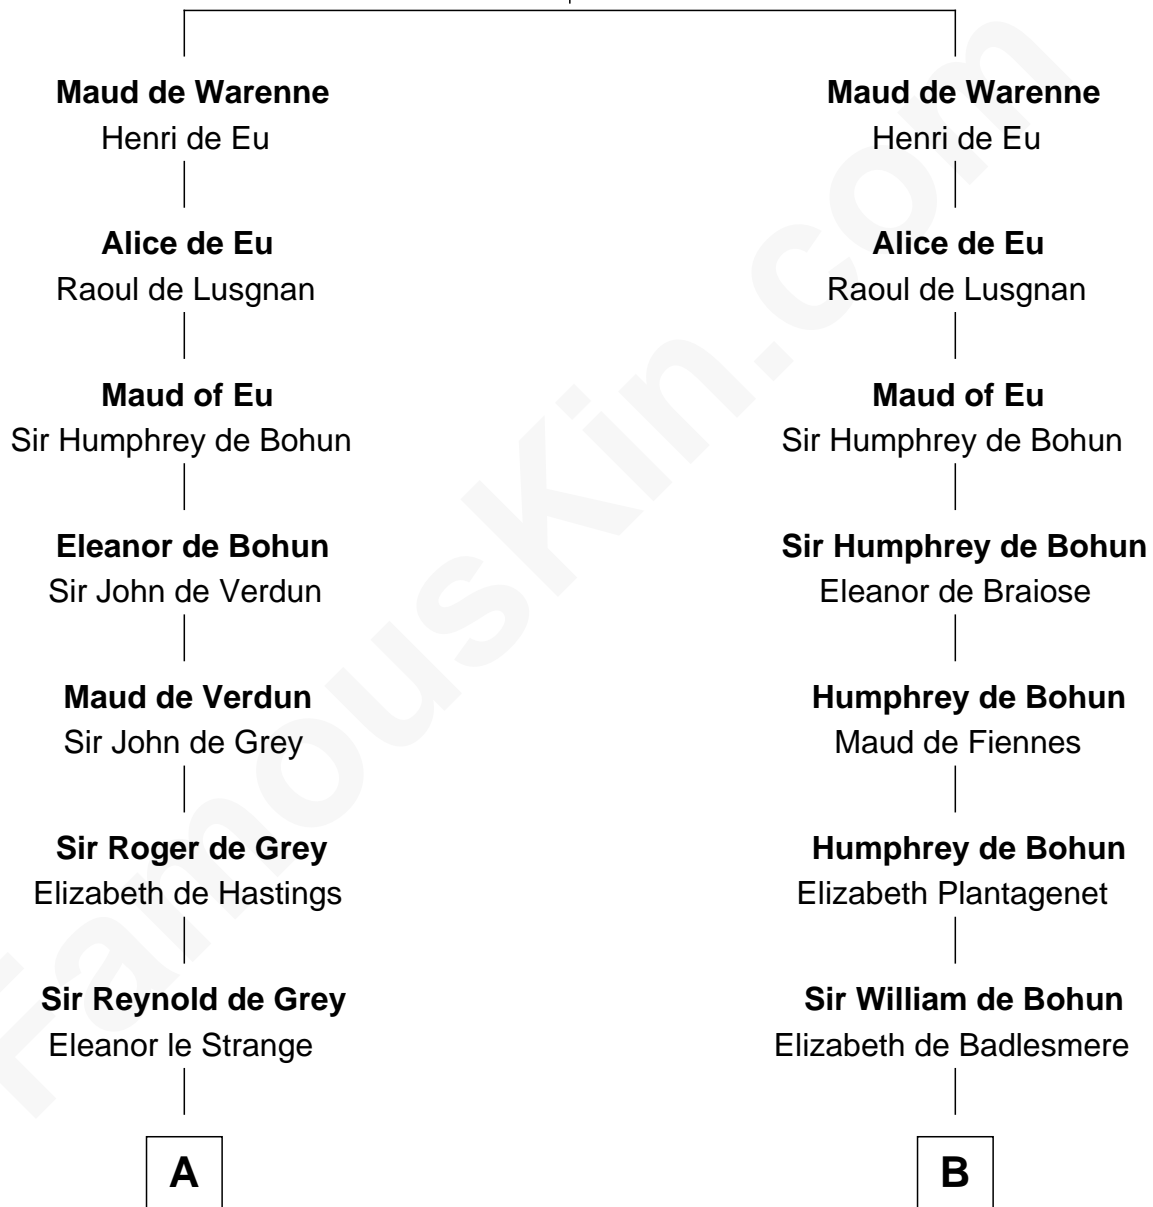 Maud de Warenne
Henri de Eu
Alice de Eu
Raoul de Lusgnan
Maud of Eu
Sir Humphrey de Bohun
Eleanor de Bohun
Sir John de Verdun
Maud de Verdun
Sir John de Grey
Sir Roger de Grey
Elizabeth de Hastings
Sir Reynold de Grey
Eleanor le Strange
A
Maud de Warenne
Henri de Eu
Alice de Eu
Raoul de Lusgnan
Maud of Eu
Sir Humphrey de Bohun
Sir Humphrey de Bohun
Eleanor de Braiose
Humphrey de Bohun
Maud de Fiennes
Humphrey de Bohun
Elizabeth Plantagenet
Sir William de Bohun
Elizabeth de Badlesmere
B
FamousKin.com